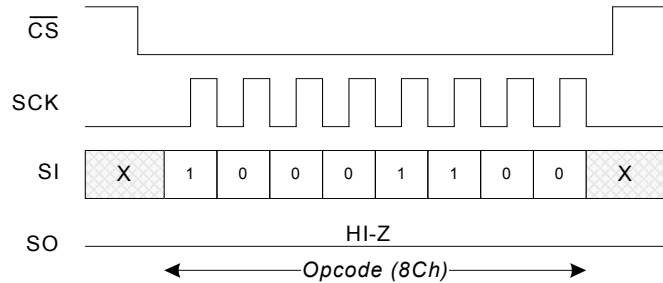 CS
SCK
SI X 1 0 0 0 1 1 0 0 X
SO HI-Z
Opcode (8Ch)